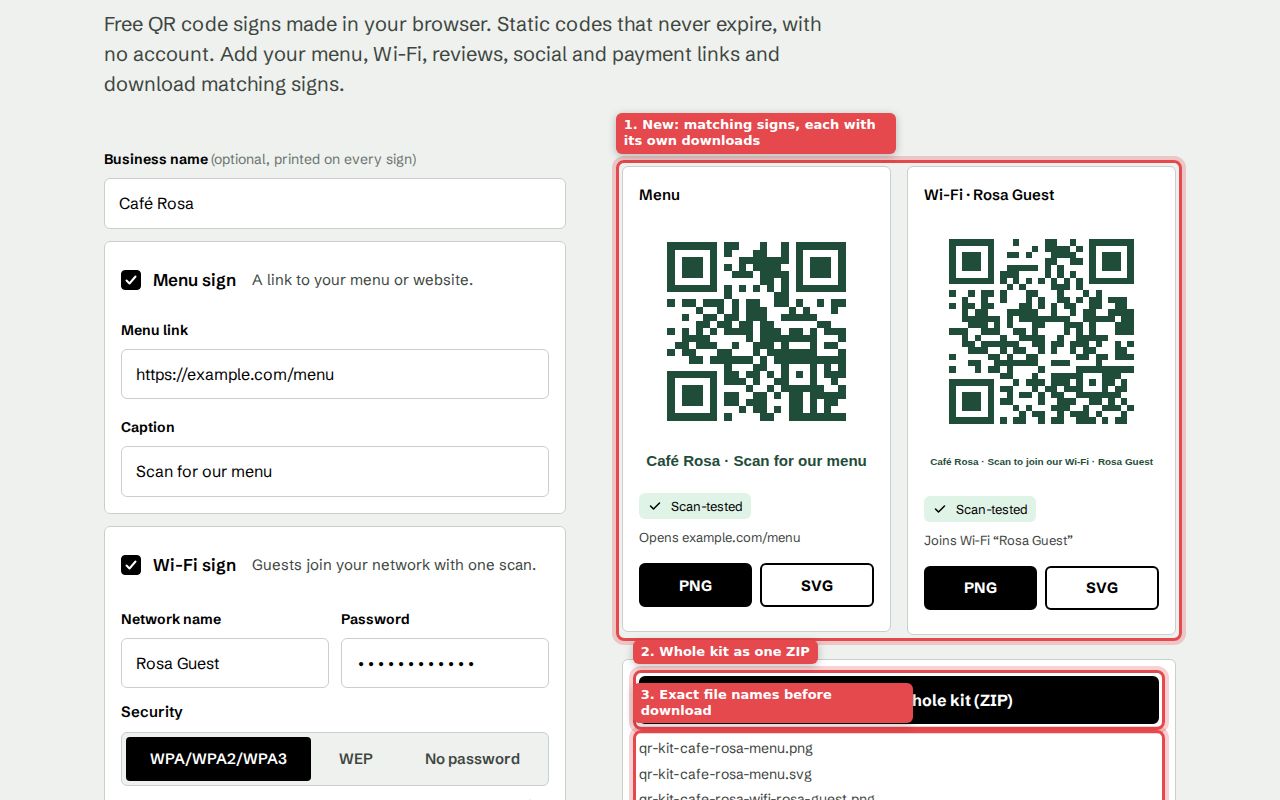 Free QR code signs made in your browser. Static codes that never expire, with
no account. Add your menu, Wi-Fi, reviews, social and payment links and
download matching signs.
Business name (optional, printed on every sign)
Café Rosa
Menu sign A link to your menu or website.
Menu link
https://example.com/menu
Caption
Scan for our menu
Wi-Fi sign Guests join your network with one scan.
Network name Password
Rosa Guest ••••••••••••
Security
WPA/WPA2/WPA3 WEP No password
1. New: matching signs, each with
its own downloads
Menu
Café Rosa · Scan for our menu
Scan-tested
Opens example.com/menu
PNG SVG
Wi-Fi · Rosa Guest
Café Rosa · Scan to join our Wi-Fi · Rosa Guest
Scan-tested
Joins Wi-Fi “Rosa Guest”
PNG SVG
2. Whole kit as one ZIP
3. Exact file names before
download
hole kit (ZIP)
qr-kit-cafe-rosa-menu.png
qr-kit-cafe-rosa-menu.svg
qr-kit-cafe-rosa-wifi-rosa-guest.png